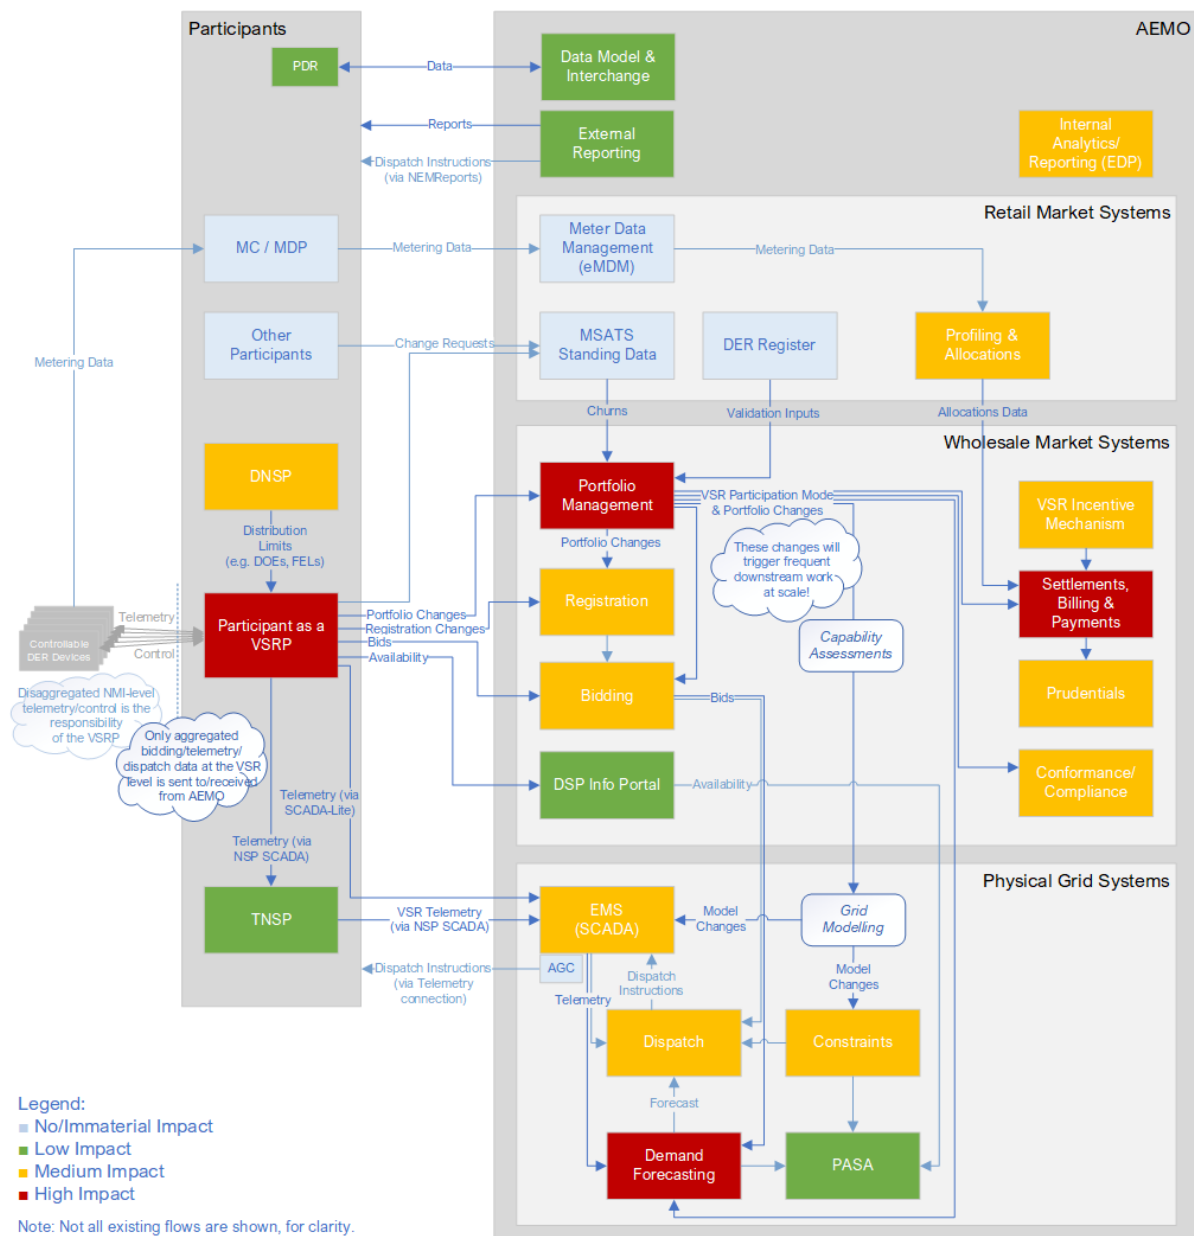 Participants
AEMO
PDR
Data
Data Model &
Interchange
Reports
External
Reporting
Dispatch Instructions
(via NEMReports)
Internal
Analytics/
Reporting (EDP)
Retail Market Systems
MC / MDP
Metering Data
Meter Data
Management
(eMDM)
Metering Data
Other
Participants
Change Requests
MSATS
Standing Data
DER Register
Profiling &
Allocations
Metering Data
Churns
Validation Inputs
Allocations Data
Wholesale Market Systems
DNSP
Distribution
Limits
(e.g. DOEs, FELs)
Portfolio
Management
VSR Participation Mode
& Portfolio Changes
VSR Incentive
Mechanism
Portfolio Changes
These changes will
trigger frequent
downstream work
at scale!
Telemetry
Control
Controllable
DER Devices
Participant as a
VSRP
Portfolio Changes
Registration Changes
Bids
Availability
Registration
Settlements,
Billing &
Payments
Capability
Assessments
Disaggregated NMI-level
telemetry/control is the
responsibility
of the VSRP
Only aggregated
bidding/telemetry/
dispatch data at the VSR
level is sent to/received
from AEMO
Bidding
Bids
Prudentials
DSP Info Portal
Availability
Conformance/
Compliance
Telemetry (via
SCADA-Lite)
Telemetry (via
NSP SCADA)
Physical Grid Systems
TNSP
VSR Telemetry
(via NSP SCADA)
EMS
(SCADA)
AGC
Model
Changes
Grid
Modelling
Dispatch Instructions
(via Telemetry
connection)
Telemetry
Dispatch
Instructions
Model
Changes
Dispatch
Constraints
Forecast
Demand
Forecasting
PASA
Legend:
No/Immaterial Impact
Low Impact
Medium Impact
High Impact
Note: Not all existing flows are shown, for clarity.